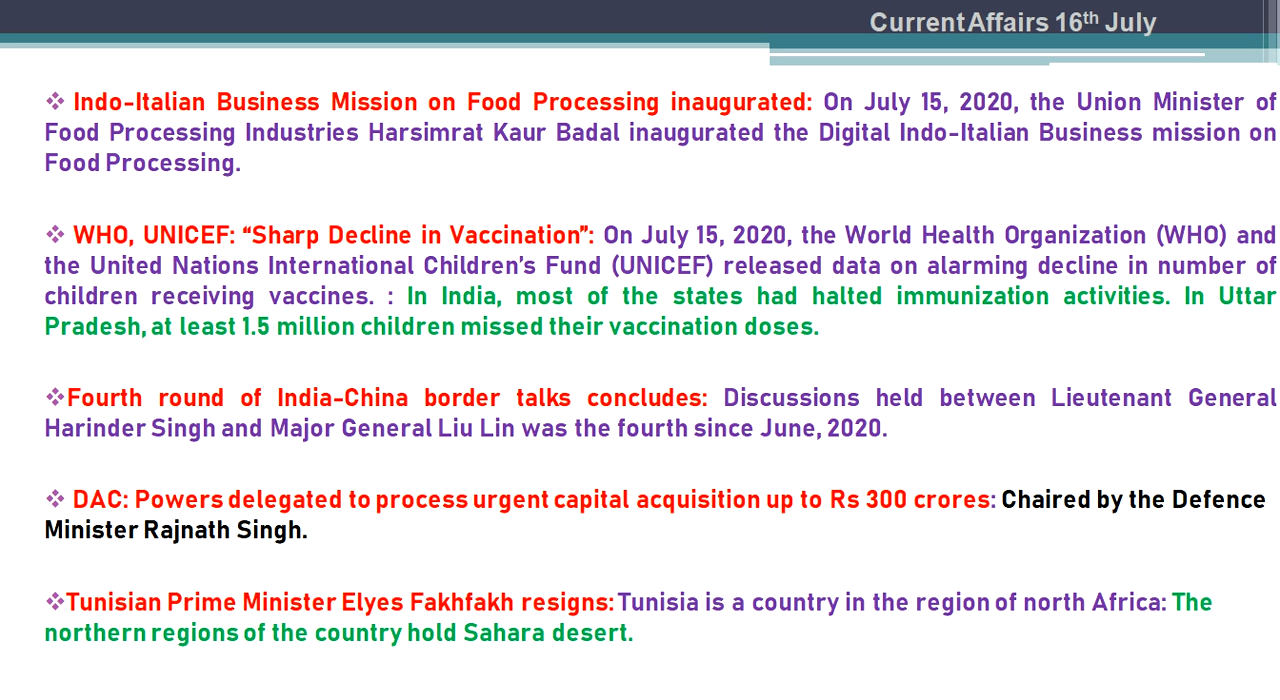 Current Affairs 16th July
❖ Indo-Italian Business Mission on Food Processing inaugurated: On July 15, 2020, the Union Minister of
Food Processing Industries Harsimrat Kaur Badal inaugurated the Digital Indo-Italian Business mission on
Food Processing.
❖ WHO, UNICEF: “Sharp Decline in Vaccination”: On July 15, 2020, the World Health Organization (WHO) and
the United Nations International Children’s Fund (UNICEF) released data on alarming decline in number of
children receiving vaccines. : In India, most of the states had halted immunization activities. In Uttar
Pradesh, at least 1.5 million children missed their vaccination doses.
❖Fourth round of India-China border talks concludes: Discussions held between Lieutenant General
Harinder Singh and Major General Liu Lin was the fourth since June, 2020.
❖ DAC: Powers delegated to process urgent capital acquisition up to Rs 300 crores: Chaired by the Defence
Minister Rajnath Singh.
❖Tunisian Prime Minister Elyes Fakhfakh resigns: Tunisia is a country in the region of north Africa: The
northern regions of the country hold Sahara desert.